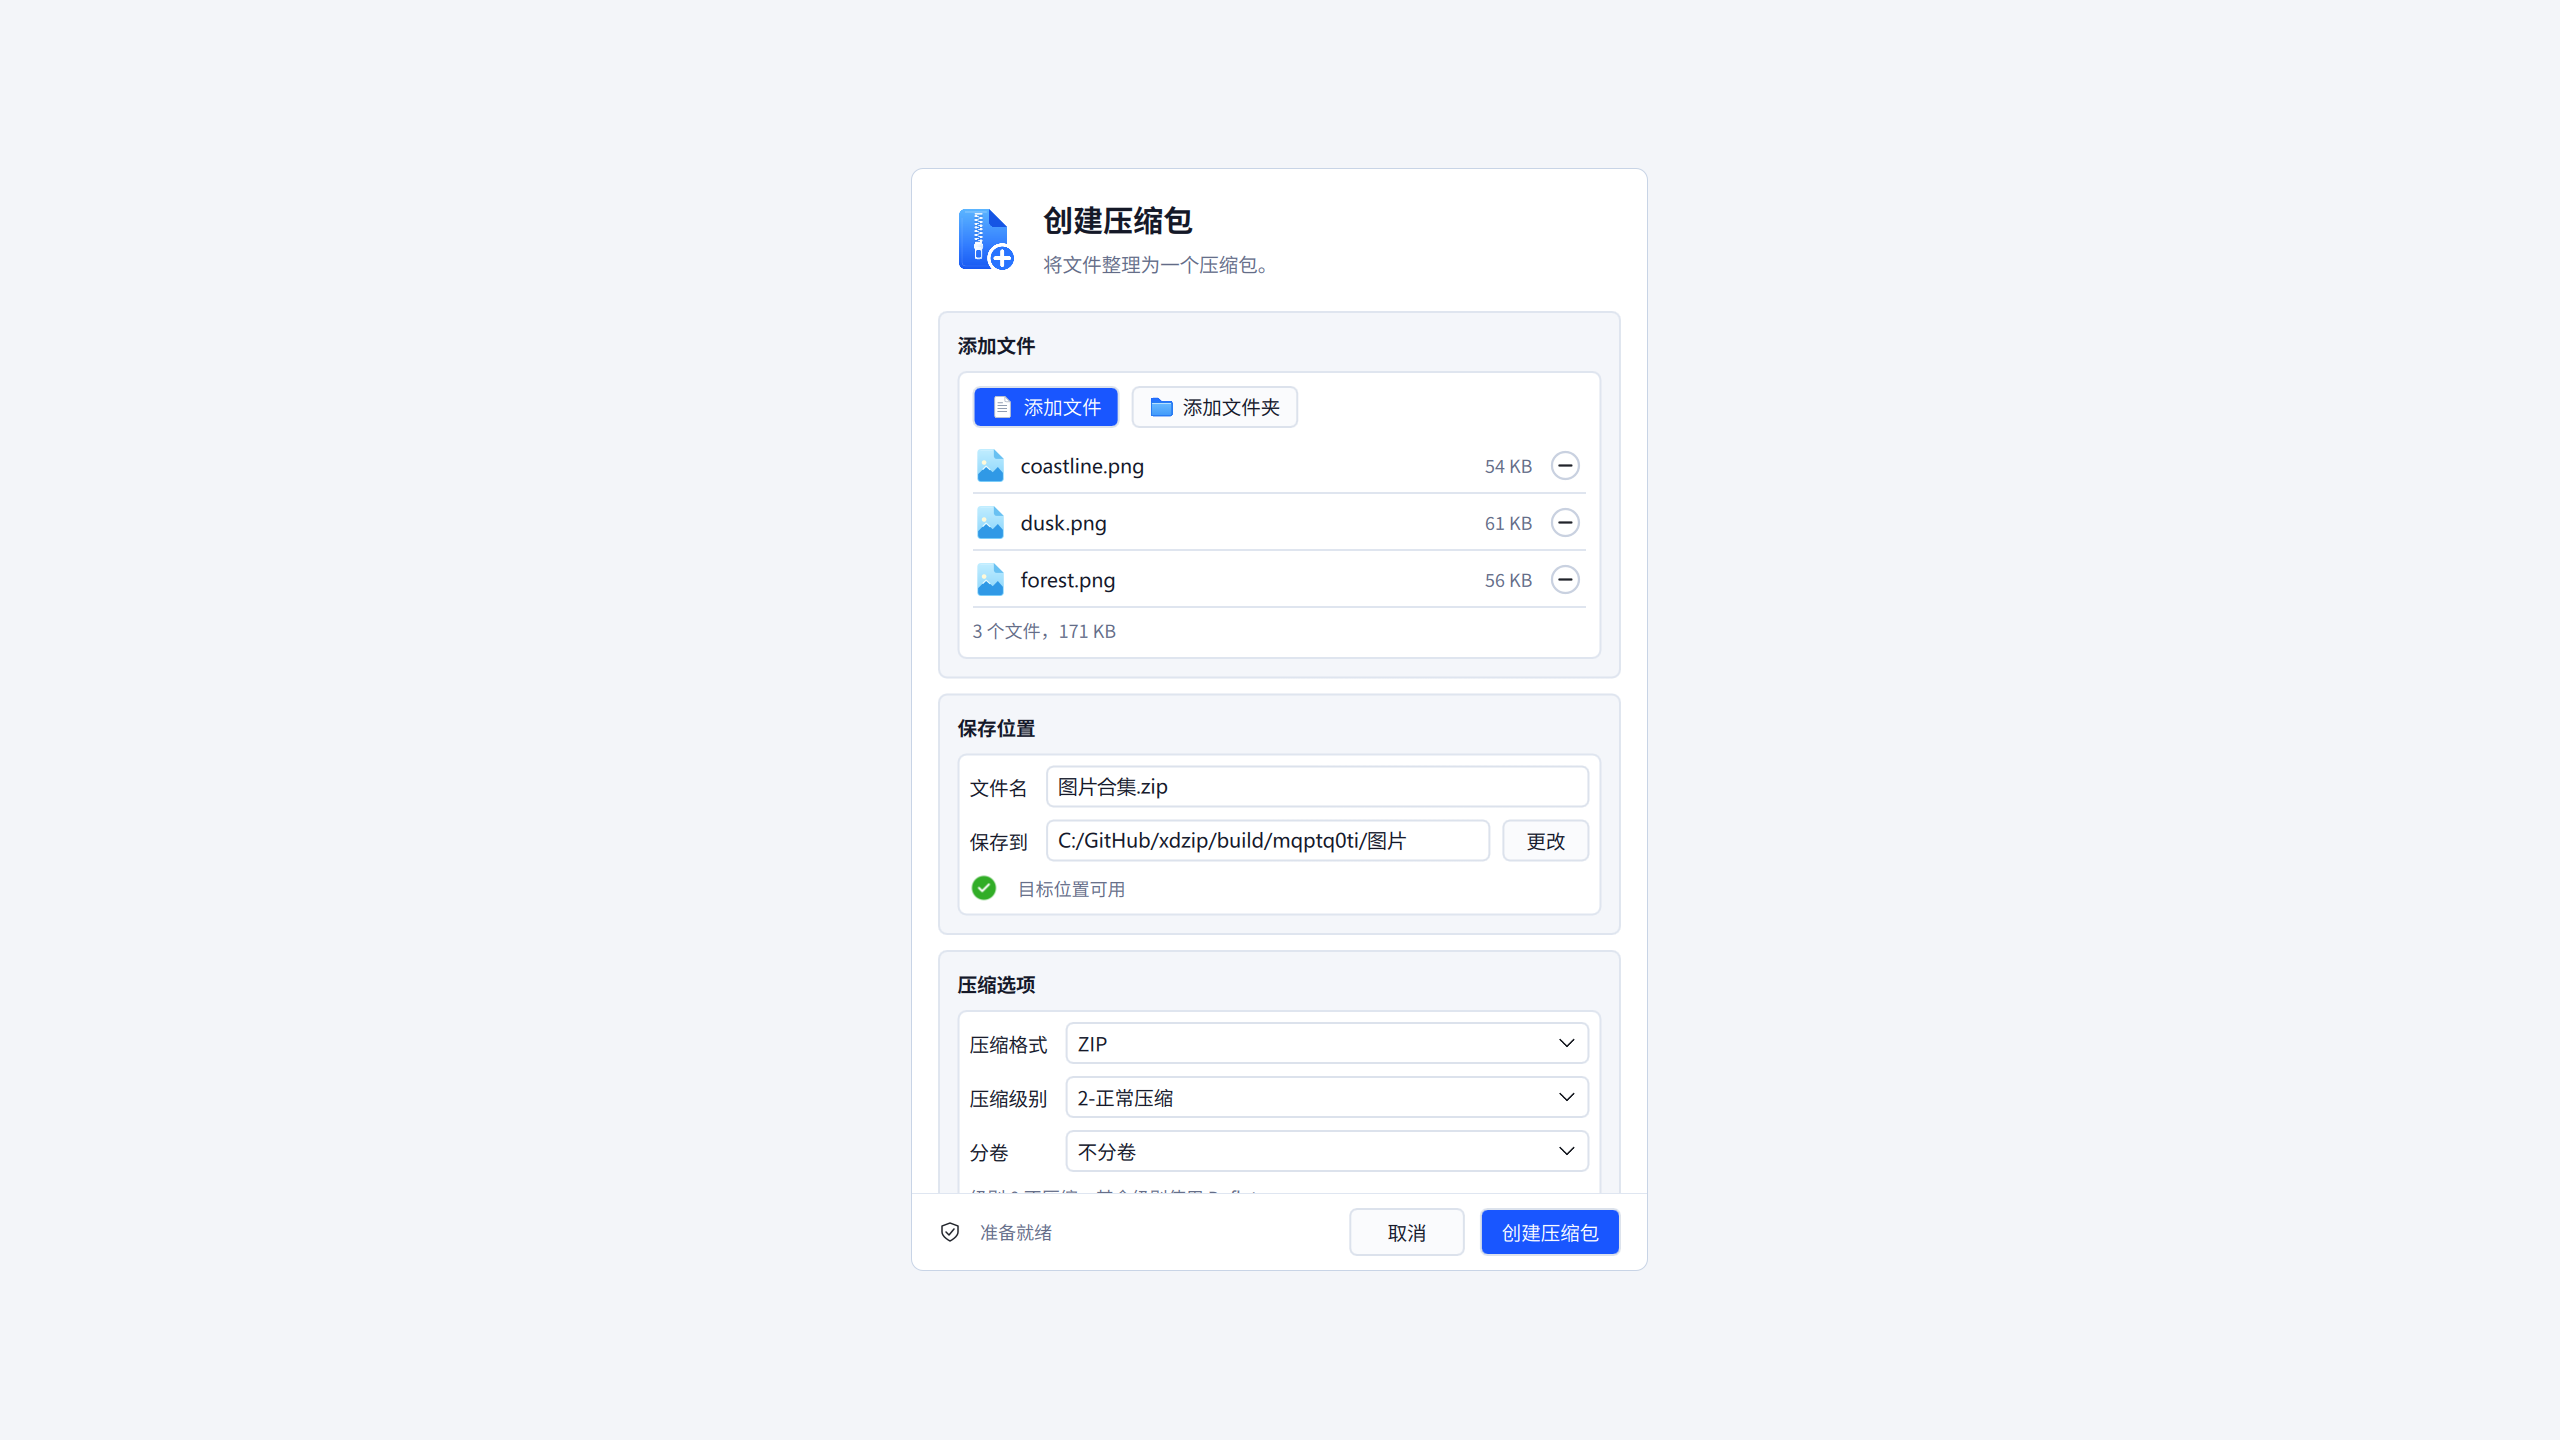 创建压缩包
将文件整理为一个压缩包。
添加文件
添加文件 添加文件夹
coastline.png 54 KB
dusk.png 61 KB
forest.png 56 KB
3 个文件，171 KB
保存位置
文件名 图片合集.zip
保存到 C:/GitHub/xdzip/build/mqptq0ti/图片 更改
目标位置可用
压缩选项
压缩格式 ZIP
压缩级别 2-正常压缩
分卷 不分卷
准备就绪 取消 创建压缩包